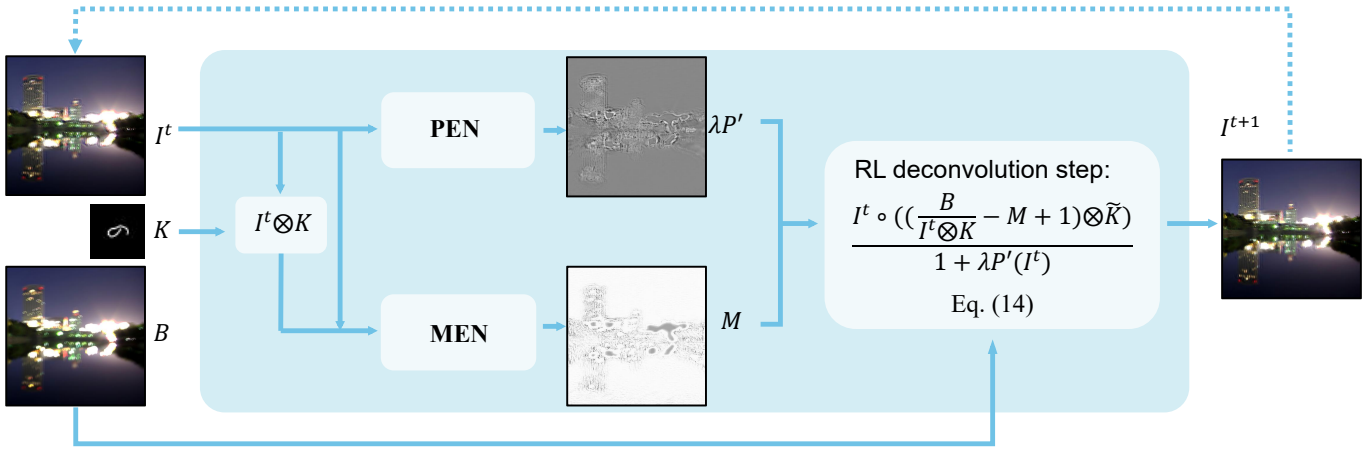 I^t
K
B
I^t⊗K
PEN
MEN
λP′
M
RL deconvolution step:
I^t ∘ ((B / (I^t⊗K) − M + 1)⊗K̃)
1 + λP′(I^t)
Eq. (14)
I^{t+1}